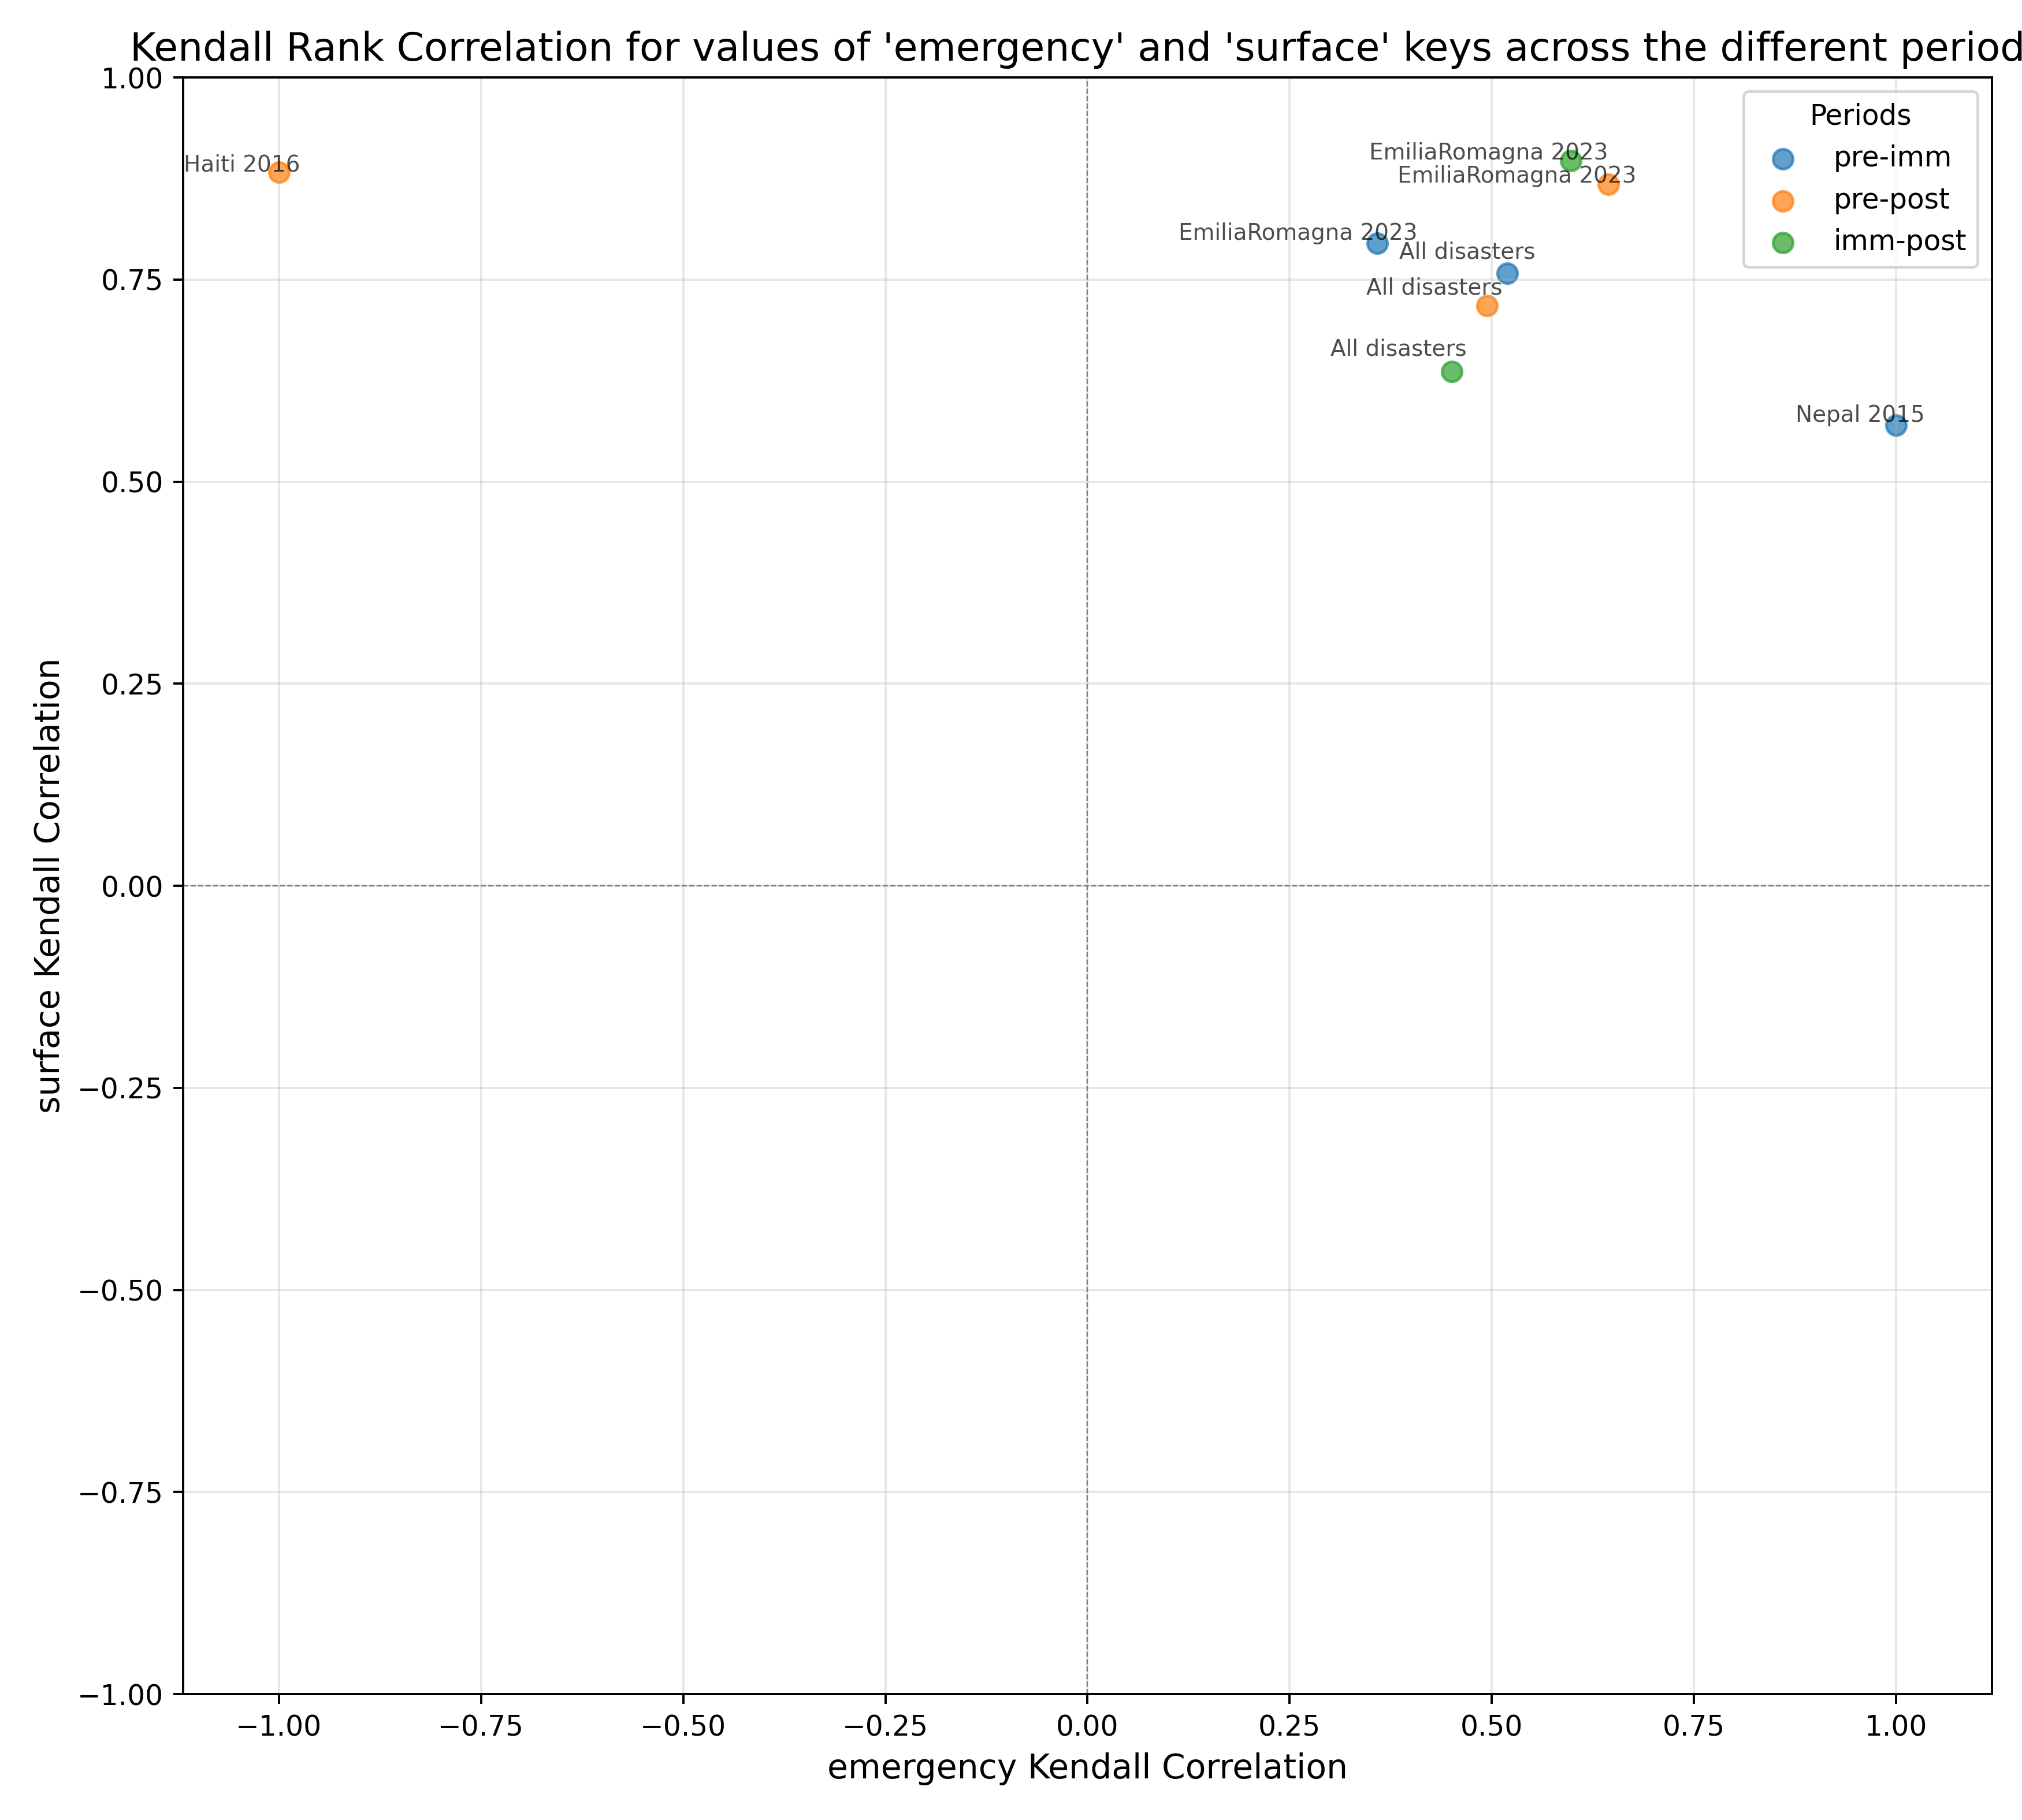 Kendall Rank Correlation for values of 'emergency' and 'surface' keys across the different period
Periods
pre-imm
pre-post
imm-post
Haiti 2016
EmiliaRomagna 2023
EmiliaRomagna 2023
EmiliaRomagna 2023
All disasters
All disasters
All disasters
Nepal 2015
1.00
0.75
0.50
0.25
0.00
−0.25
−0.50
−0.75
−1.00
surface Kendall Correlation
−1.00 −0.75 −0.50 −0.25 0.00 0.25 0.50 0.75 1.00
emergency Kendall Correlation